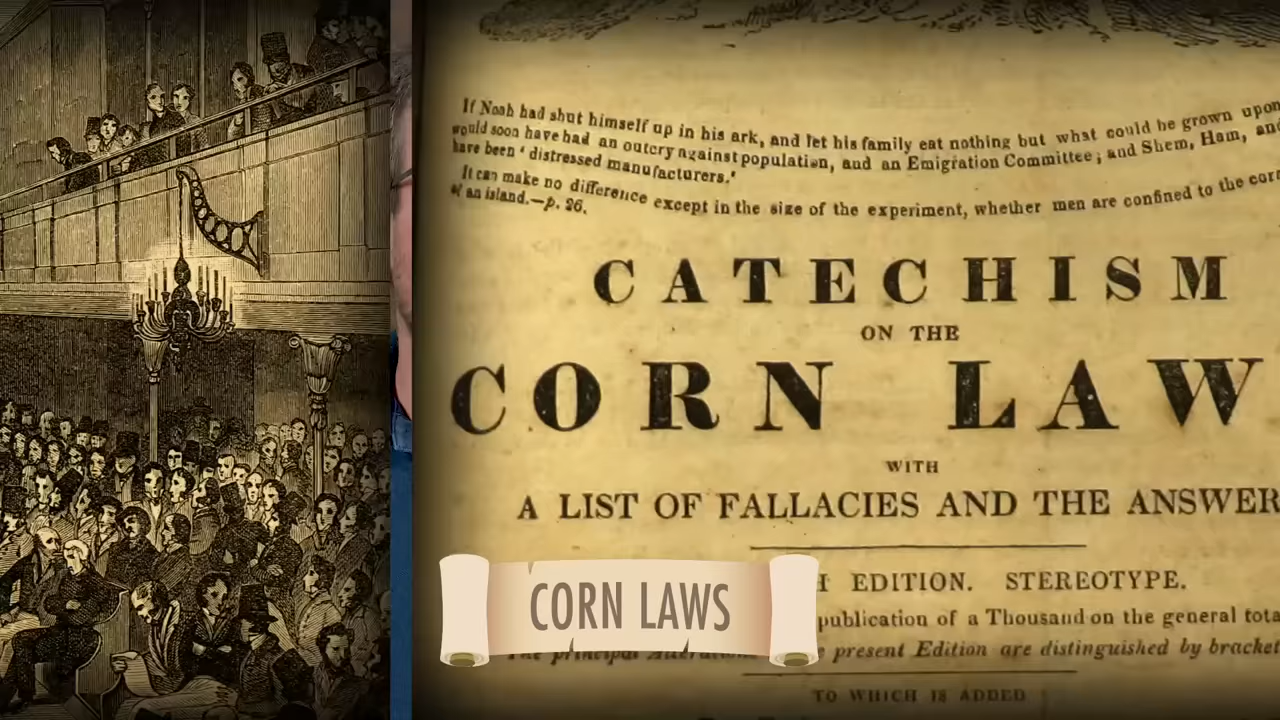 If Noah had shut himself up in his ark, and let his family eat nothing but what could be grown upon
would soon have had an outcry against population, and an Emigration Committee; and Shem, Ham, and
have been ‘distressed manufacturers.’
It can make no difference except in the size of the experiment, whether men are confined to the corn
of an island.—p. 26.
CATECHISM
ON THE
CORN LAW
WITH
A LIST OF FALLACIES AND THE ANSWER
EDITION. STEREOTYPE.
publication of a Thousand on the general tota
The principal present Edition are distinguished by bracket
TO WHICH IS ADDED
CORN LAWS